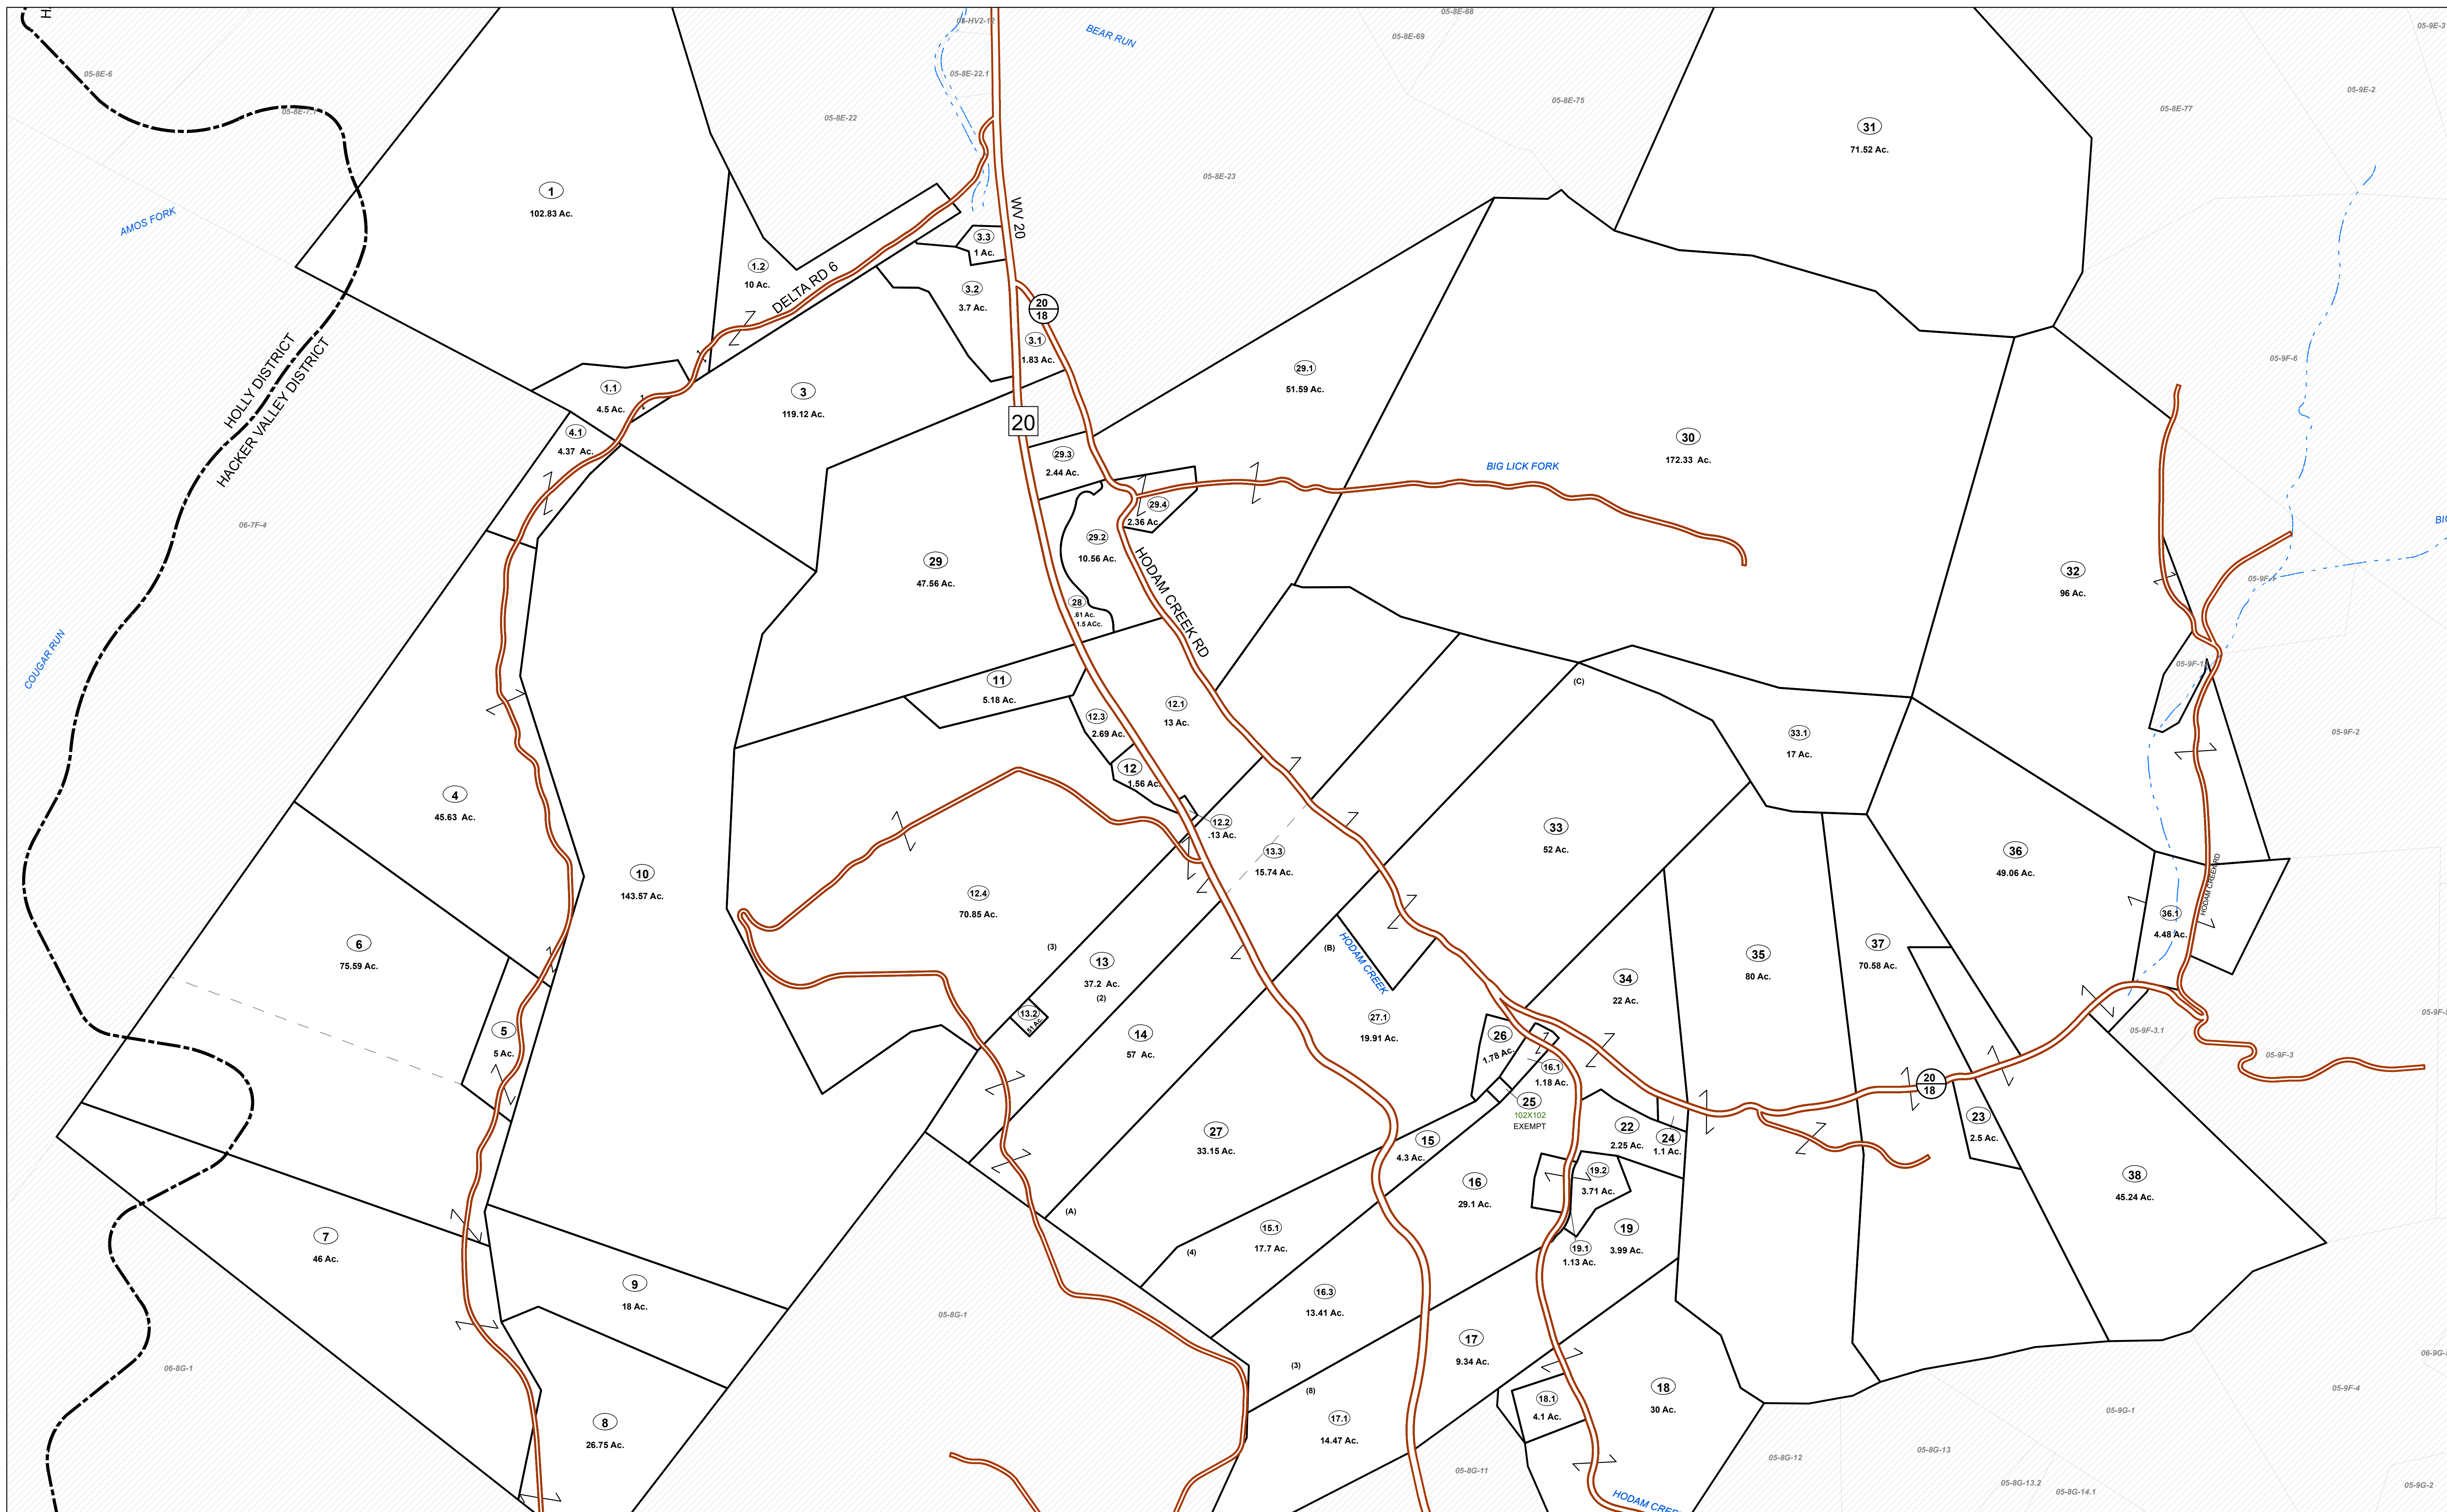 05-8E-68
05-9E-3
BEAR RUN
05-8E-69
05-8E-6
05-8E-22.1
05-8E-75
05-9E-2
05-8E-7.1
05-8E-22
05-8E-77
31
71.52 Ac.
1
102.83 Ac.
05-8E-23
AMOS FORK
WV 20
3.3
1 Ac.
1.2
10 Ac.
DELTA RD 6
3.2
3.7 Ac.
20
18
3.1
1.83 Ac.
HOLLY DISTRICT
HACKER VALLEY DISTRICT
05-9F-6
29.1
51.59 Ac.
1.1
4.5 Ac.
3
119.12 Ac.
20
4.1
4.37 Ac.
30
172.33 Ac.
29.3
2.44 Ac.
BIG LICK FORK
29.4
2.36 Ac.
06-7F-4
29.2
10.56 Ac.
29
47.56 Ac.
HODAM CREEK RD
32
96 Ac.
28
.61 Ac.
1.5 ACc.
COUGAR RUN
11
5.18 Ac.
(C)
12.1
13 Ac.
12.3
2.69 Ac.
33.1
17 Ac.
05-9F-2
12
1.56 Ac.
4
45.63 Ac.
12.2
.13 Ac.
33
52 Ac.
13.3
15.74 Ac.
36
49.06 Ac.
10
143.57 Ac.
12.4
70.85 Ac.
HODAM CREEK RD
36.1
4.48 Ac.
6
75.59 Ac.
(3)
(B)
HODAM CREEK
37
70.58 Ac.
35
80 Ac.
13
37.2 Ac.
(2)
34
22 Ac.
13.2
.51 Ac.
27.1
19.91 Ac.
5
5 Ac.
14
57 Ac.
26
1.78 Ac.
05-9F-3.1
05-9F-3
16.1
1.18 Ac.
20
18
25
102X102
EXEMPT
23
2.5 Ac.
22
2.25 Ac.
24
1.1 Ac.
27
33.15 Ac.
15
4.3 Ac.
19.2
3.71 Ac.
16
29.1 Ac.
38
45.24 Ac.
(A)
7
46 Ac.
15.1
17.7 Ac.
(4)
19
3.99 Ac.
19.1
1.13 Ac.
9
18 Ac.
16.3
13.41 Ac.
05-8G-1
17
9.34 Ac.
(3)
(8)
06-8G-1
18
30 Ac.
18.1
4.1 Ac.
05-9F-4
05-9G-1
8
26.75 Ac.
17.1
14.47 Ac.
05-8G-13
05-8G-12
05-8G-11
05-8G-13.2
05-8G-14.1
05-9G-2